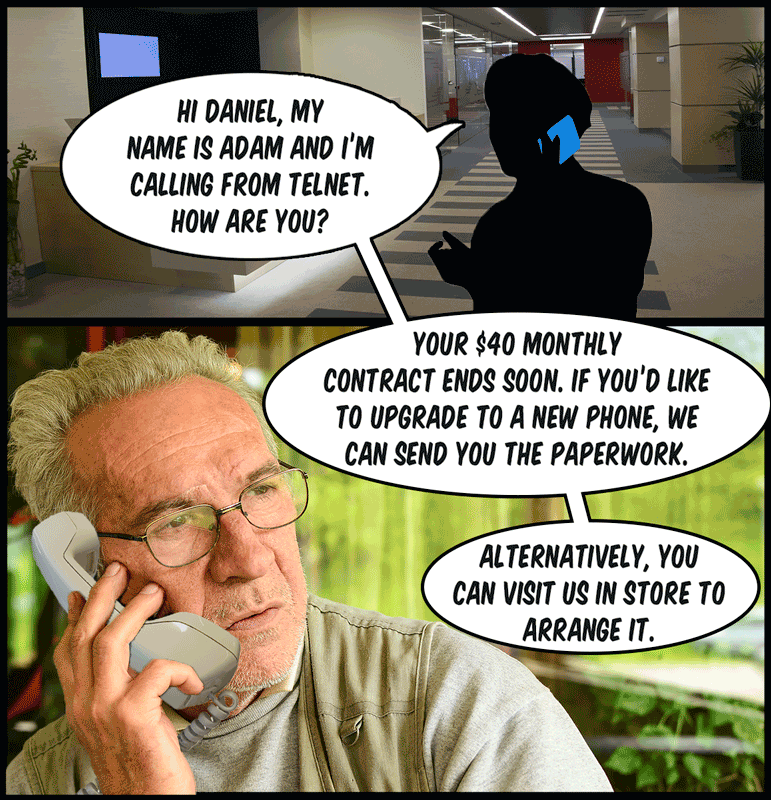 HI DANIEL, MY
NAME IS ADAM AND I'M
CALLING FROM TELNET.
HOW ARE YOU?
YOUR $40 MONTHLY
CONTRACT ENDS SOON. IF YOU'D LIKE
TO UPGRADE TO A NEW PHONE, WE
CAN SEND YOU THE PAPERWORK.
ALTERNATIVELY, YOU
CAN VISIT US IN STORE TO
ARRANGE IT.